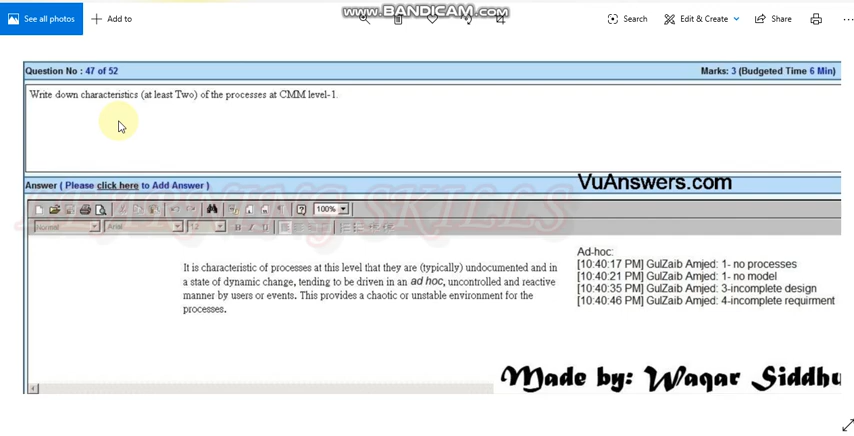 www.BANDICAM.com
See all photos
Add to
Search
Edit & Create
Share
Question No : 47 of 52
Marks: 3 (Budgeted Time 6 Min)
Write down characteristics (at least Two) of the processes at CMM level-1.
Answer ( Please click here to Add Answer )
VuAnswers.com
SKILLS
100%
Normal
Arial
12
B I
It is characteristic of processes at this level that they are (typically) undocumented and in
a state of dynamic change, tending to be driven in an ad hoc, uncontrolled and reactive
manner by users or events. This provides a chaotic or unstable environment for the
processes.
Ad-hoc:
[10:40:17 PM] GulZaib Amjed: 1- no processes
[10:40:21 PM] GulZaib Amjed: 1- no model
[10:40:35 PM] GulZaib Amjed: 3-incomplete design
[10:40:46 PM] GulZaib Amjed: 4-incomplete requirment
Made by: Waqar Siddhu